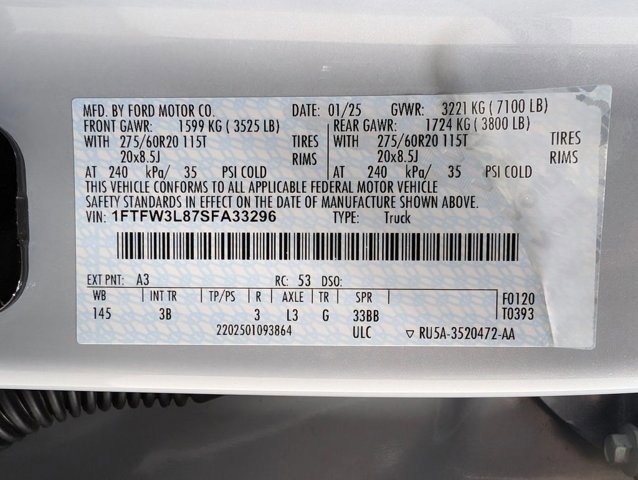 MFD. BY FORD MOTOR CO. DATE: 01/25 GVWR: 3221 KG ( 7100 LB)
FRONT GAWR: 1599 KG ( 3525 LB) REAR GAWR: 1724 KG ( 3800 LB)
WITH 275/60R20 115T TIRES WITH 275/60R20 115T TIRES
20x8.5J RIMS 20x8.5J RIMS
AT 240 kPa/ 35 PSI COLD AT 240 kPa/ 35 PSI COLD
THIS VEHICLE CONFORMS TO ALL APPLICABLE FEDERAL MOTOR VEHICLE
SAFETY STANDARDS IN EFFECT ON THE DATE OF MANUFACTURE SHOWN ABOVE.
VIN: 1FTFW3L87SFA33296 TYPE: Truck
EXT PNT: A3 RC: 53 DSO:
WB INT TR TP/PS R AXLE TR SPR F0120
145 3B 3 L3 G 33BB T0393
2202501093864 ULC ▽ RU5A-3520472-AA